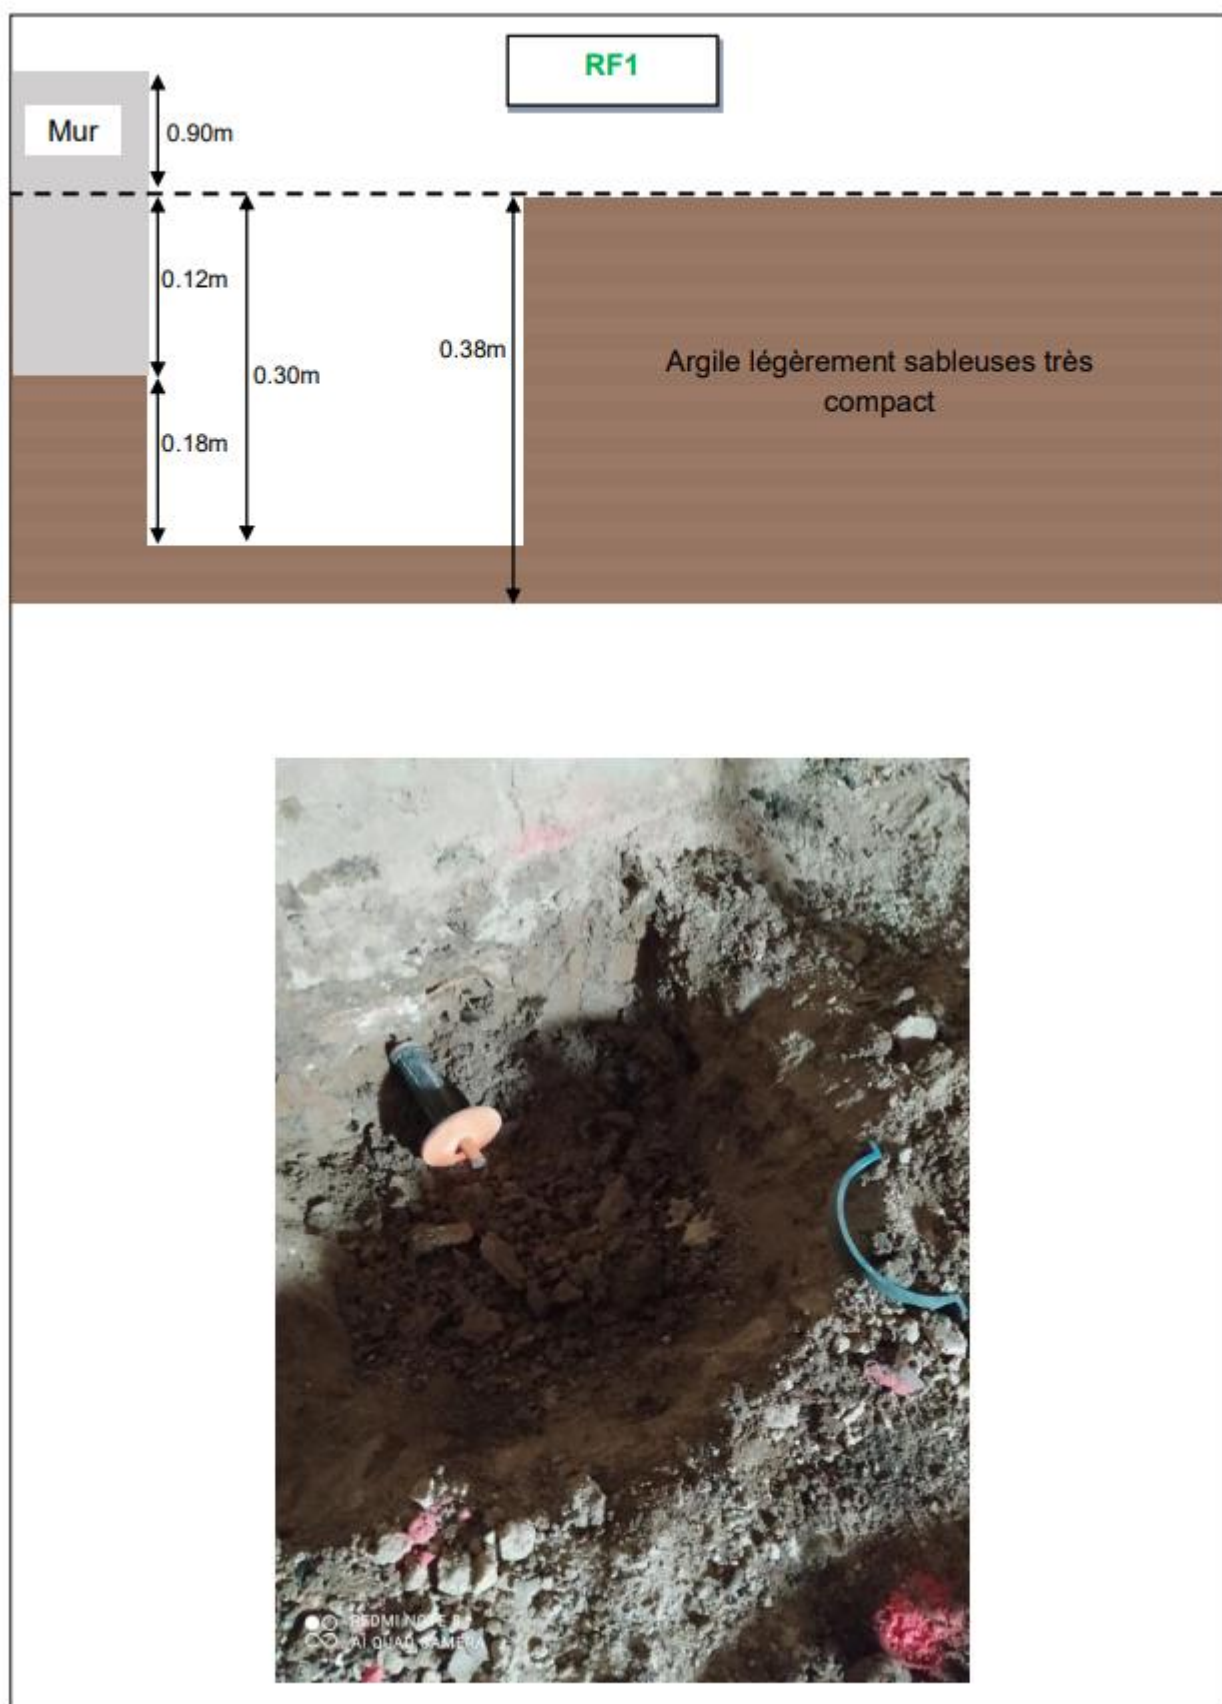 RF1
Mur
0.90m
0.12m
0.38m
0.30m
Argile légèrement sableuses très
compact
0.18m
REDMI NOTE 8
AI QUAD CAMERA